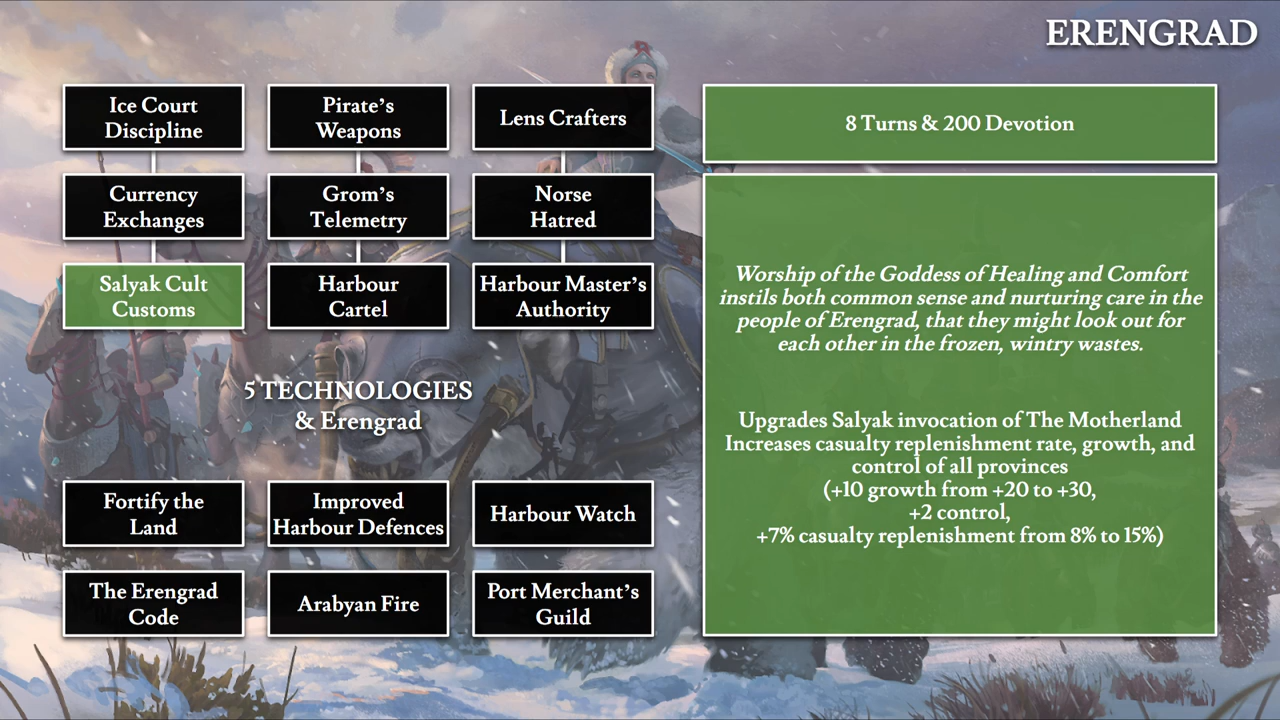 ERENGRAD
Ice Court
Discipline
Pirate's
Weapons
Lens Crafters
8 Turns & 200 Devotion
Currency
Exchanges
Grom's
Telemetry
Norse
Hatred
Salyak Cult
Customs
Harbour
Cartel
Harbour Master's
Authority
5 TECHNOLOGIES
& Erengrad
Fortify the
Land
Improved
Harbour Defences
Harbour Watch
The Erengrad
Code
Arabyan Fire
Port Merchant's
Guild
Worship of the Goddess of Healing and Comfort
instils both common sense and nurturing care in the
people of Erengrad, that they might look out for
each other in the frozen, wintry wastes.
Upgrades Salyak invocation of The Motherland
Increases casualty replenishment rate, growth, and
control of all provinces
(+10 growth from +20 to +30,
+2 control,
+7% casualty replenishment from 8% to 15%)